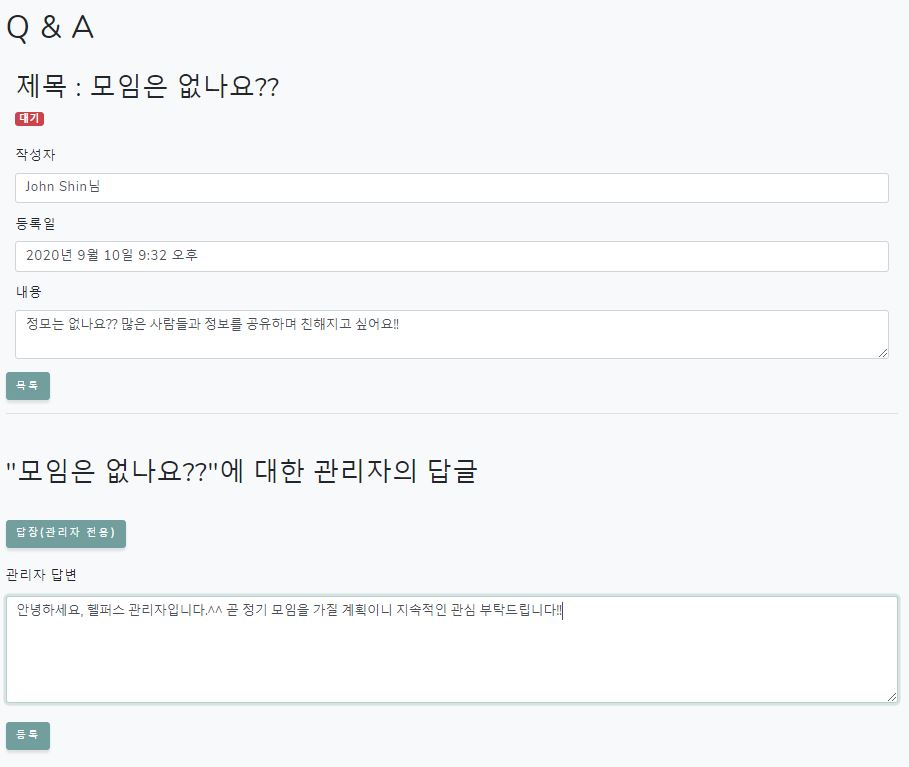 Q & A
제목 : 모임은 없나요??
대기
작성자
John Shin님
등록일
2020년 9월 10일 9:32 오후
내용
정모는 없나요?? 많은 사람들과 정보를 공유하며 친해지고 싶어요!!
목록
"모임은 없나요??"에 대한 관리자의 답글
답장(관리자 전용)
관리자 답변
안녕하세요, 헬퍼스 관리자입니다.^^ 곧 정기 모임을 가질 계획이니 지속적인 관심 부탁드립니다!!
등록